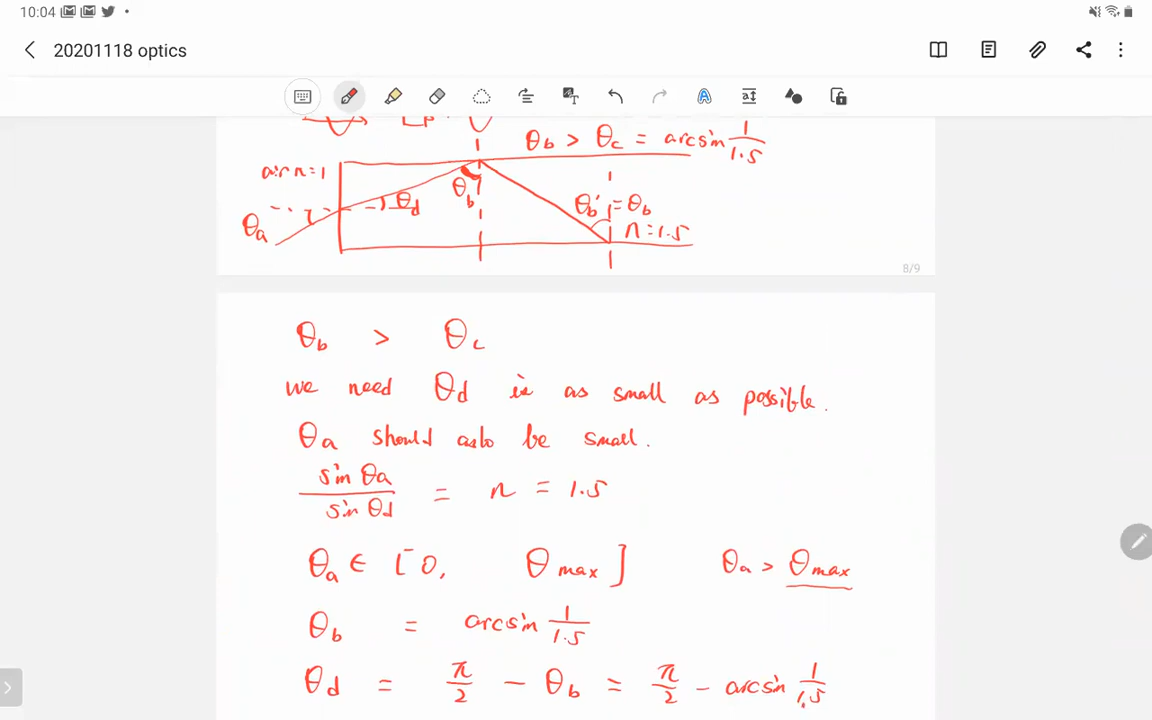 10:04
20201118 optics
θb > θc = arcsin 1/1.5
air n=1
θd
θb
θb' = θb
θa
n=1.5
8/9
θb > θc
we need θd is as small as possible.
θa should aslo be small.
sin θa / sin θd = n = 1.5
θa ∈ [0, θmax] θa > θmax
θb = arcsin 1/1.5
θd = π/2 - θb = π/2 - arcsin 1/1.5